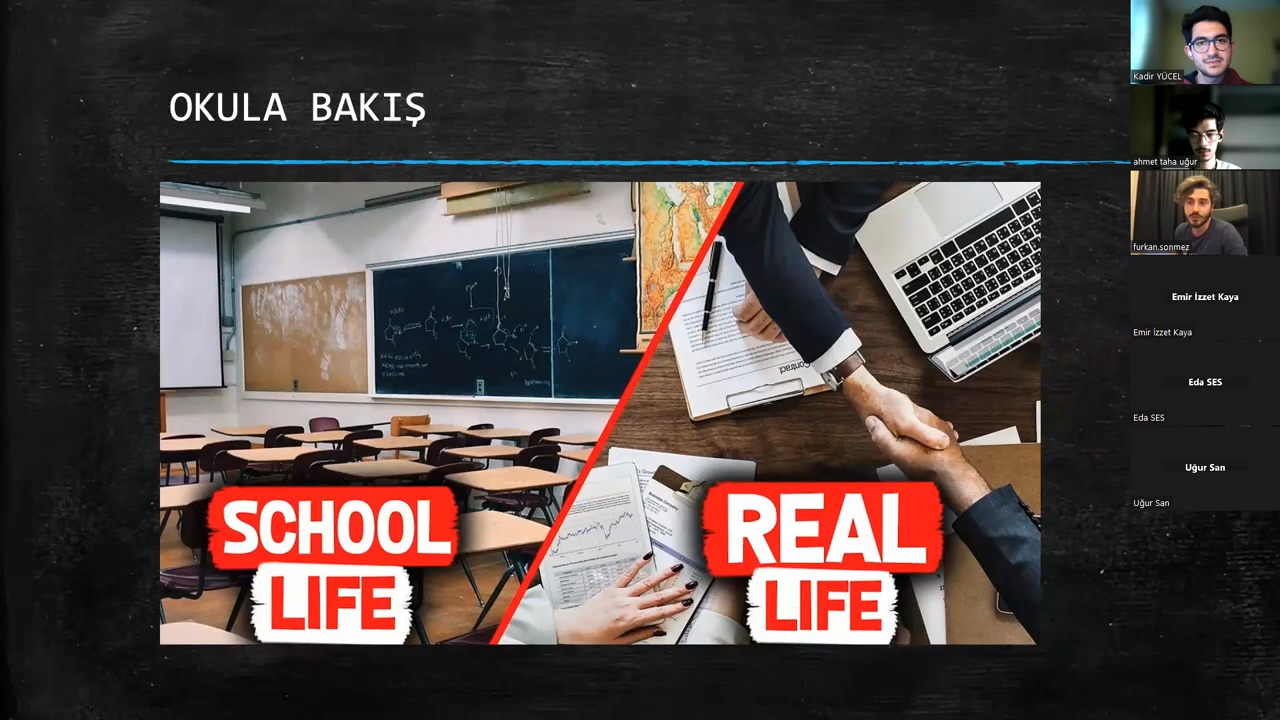 OKULA BAKIŞ
SCHOOL
LIFE
REAL
LIFE
Contract
Kadir YÜCEL
ahmet taha uğur
furkan.sonmez
Emir İzzet Kaya
Emir İzzet Kaya
Eda SES
Eda SES
Uğur San
Uğur San